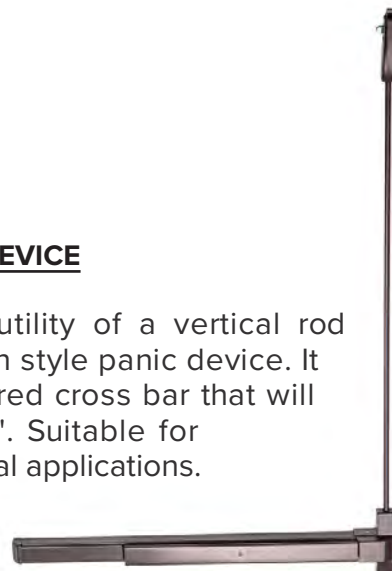 EVICE
utility of a vertical rod
style panic device. It
red cross bar that will
". Suitable for
al applications.